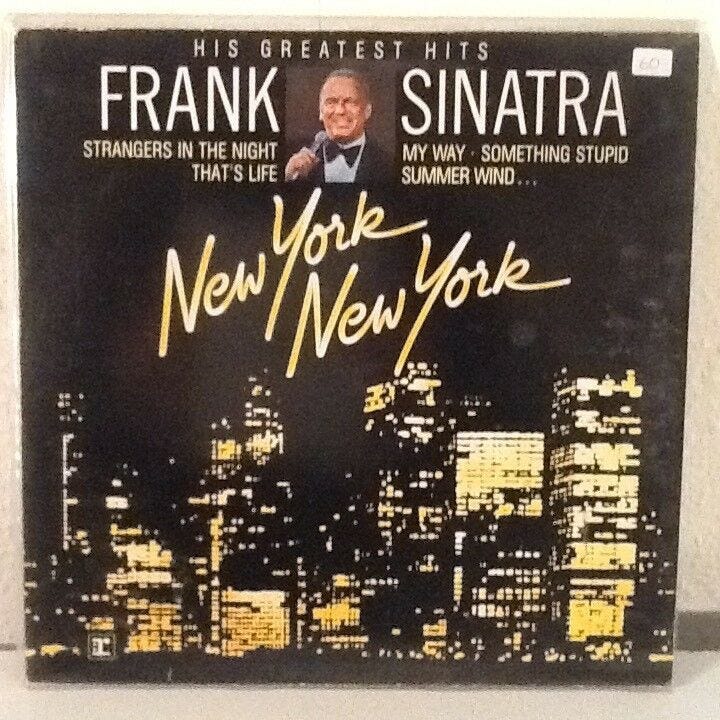 HIS GREATEST HITS
60
FRANK SINATRA
STRANGERS IN THE NIGHT
THAT'S LIFE
MY WAY · SOMETHING STUPID
SUMMER WIND...
New York
New York